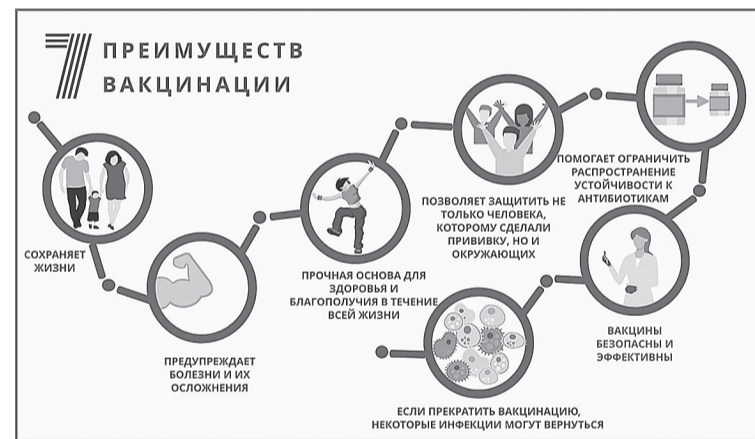 7 ПРЕИМУЩЕСТВ
ВАКЦИНАЦИИ
СОХРАНЯЕТ
ЖИЗНИ
ПРЕДУПРЕЖДАЕТ
БОЛЕЗНИ И ИХ
ОСЛОЖНЕНИЯ
ПРОЧНАЯ ОСНОВА ДЛЯ
ЗДОРОВЬЯ И
БЛАГОПОЛУЧИЯ В ТЕЧЕНИЕ
ВСЕЙ ЖИЗНИ
ПОЗВОЛЯЕТ ЗАЩИТИТЬ НЕ
ТОЛЬКО ЧЕЛОВЕКА,
КОТОРОМУ СДЕЛАЛИ
ПРИВИВКУ, НО И
ОКРУЖАЮЩИХ
ПОМОГАЕТ ОГРАНИЧИТЬ
РАСПРОСТРАНЕНИЕ
УСТОЙЧИВОСТИ К
АНТИБИОТИКАМ
ВАКЦИНЫ
БЕЗОПАСНЫ И
ЭФФЕКТИВНЫ
ЕСЛИ ПРЕКРАТИТЬ ВАКЦИНАЦИЮ,
НЕКОТОРЫЕ ИНФЕКЦИИ МОГУТ ВЕРНУТЬСЯ